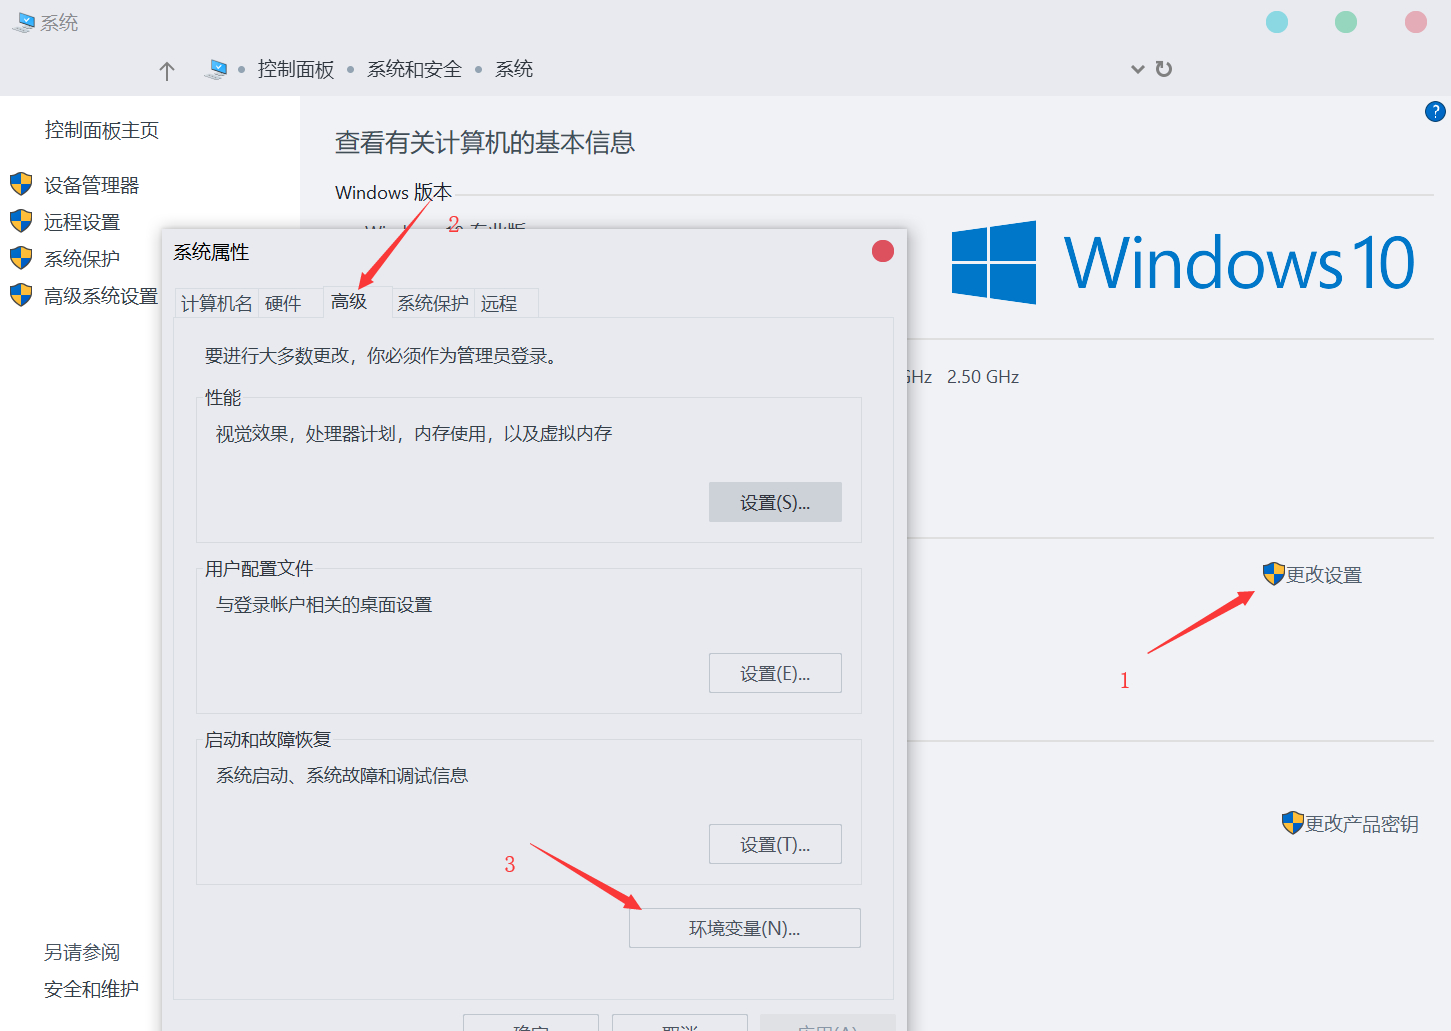 系统
控制面板 • 系统和安全 • 系统
控制面板主页
设备管理器
远程设置
系统保护
高级系统设置
另请参阅
安全和维护
查看有关计算机的基本信息
Windows 版本
2
Windows 10
GHz 2.50 GHz
更改设置
1
更改产品密钥
系统属性
计算机名 硬件 高级 系统保护 远程
要进行大多数更改，你必须作为管理员登录。
性能
视觉效果，处理器计划，内存使用，以及虚拟内存
设置(S)...
用户配置文件
与登录帐户相关的桌面设置
设置(E)...
启动和故障恢复
系统启动、系统故障和调试信息
设置(T)...
3
环境变量(N)...
确定 取消 应用(A)